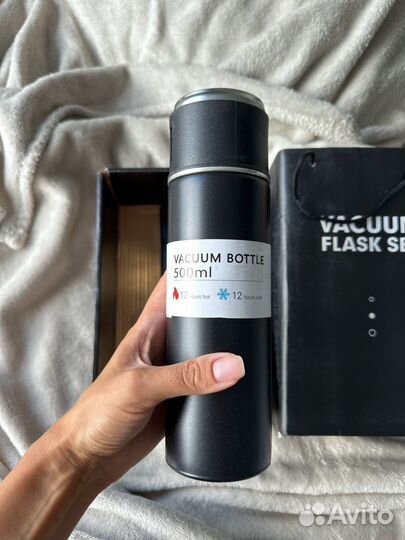 VACUUM BOTTLE
500ml
12 hours hot 12 hours cold
VACUUM
FLASK SE
Avito